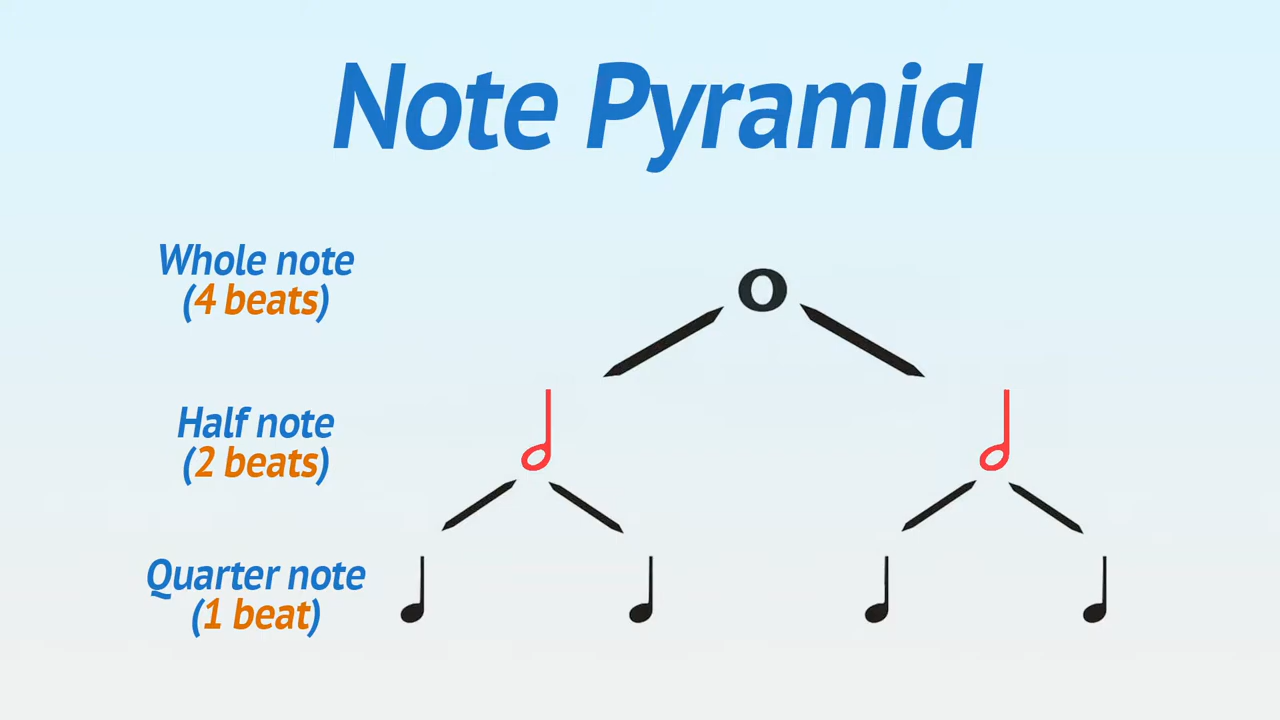 Note Pyramid
Whole note
(4 beats)
Half note
(2 beats)
Quarter note
(1 beat)